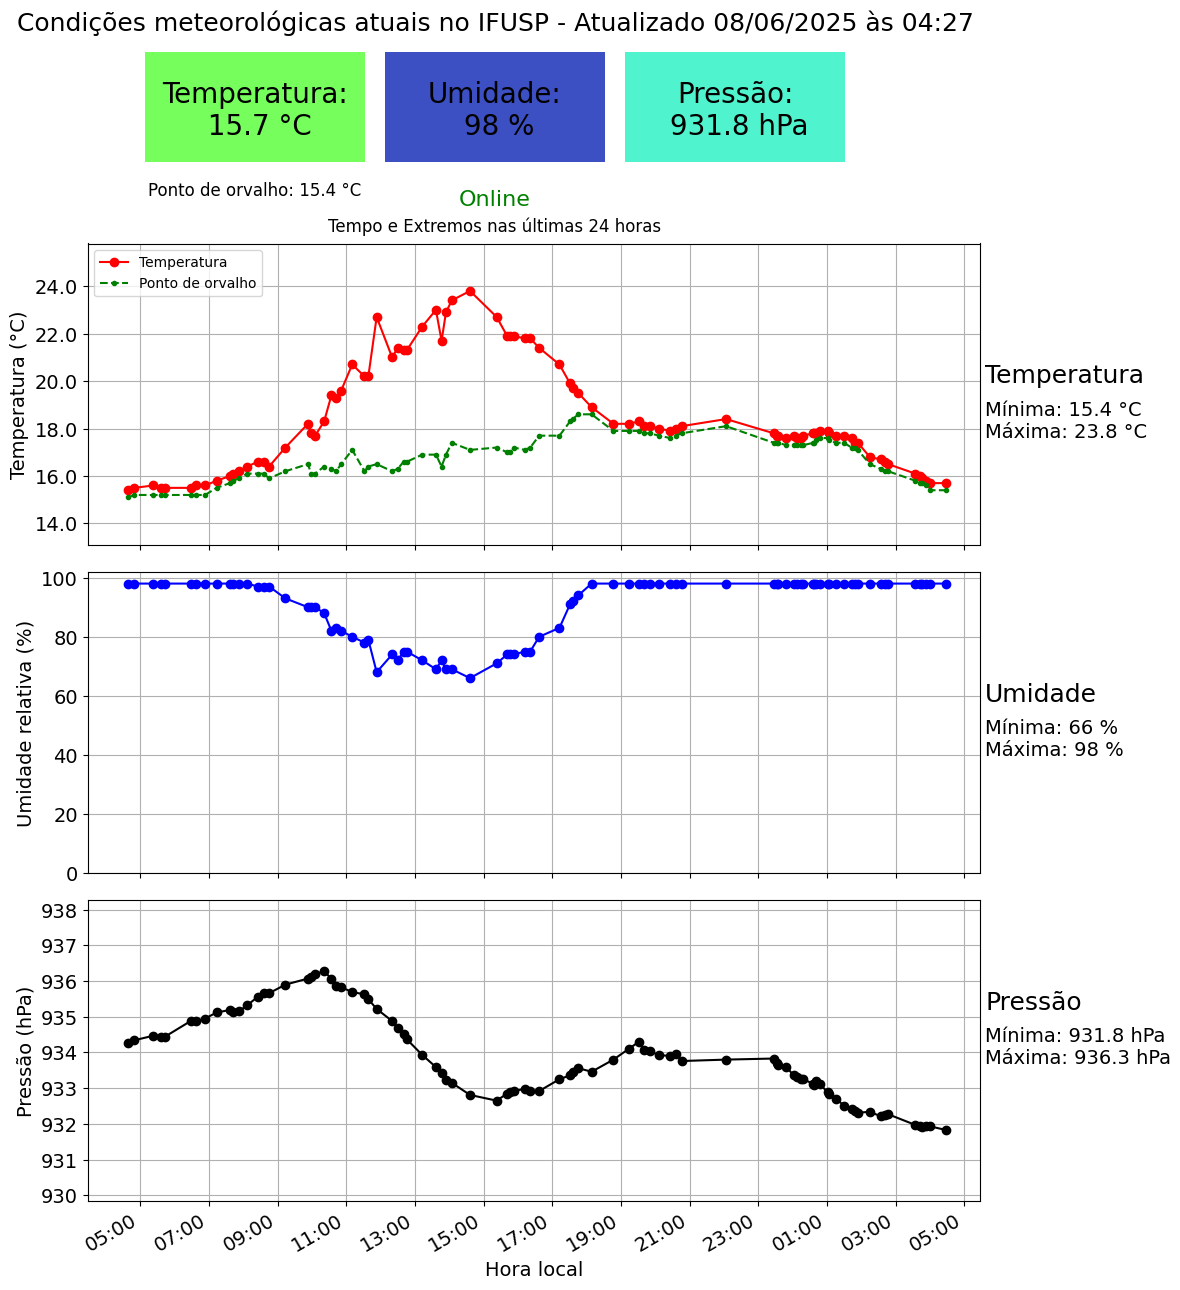 Condições meteorológicas atuais no IFUSP - Atualizado 08/06/2025 às 04:27
Temperatura:
15.7 °C
Umidade:
98 %
Pressão:
931.8 hPa
Ponto de orvalho: 15.4 °C
Online
Tempo e Extremos nas últimas 24 horas
Temperatura
Ponto de orvalho
Temperatura (°C)
24.0
22.0
20.0
18.0
16.0
14.0
Temperatura
Mínima: 15.4 °C
Máxima: 23.8 °C
Umidade relativa (%)
100
80
60
40
20
0
Umidade
Mínima: 66 %
Máxima: 98 %
Pressão (hPa)
938
937
936
935
934
933
932
931
930
Pressão
Mínima: 931.8 hPa
Máxima: 936.3 hPa
05:00 07:00 09:00 11:00 13:00 15:00 17:00 19:00 21:00 23:00 01:00 03:00 05:00
Hora local